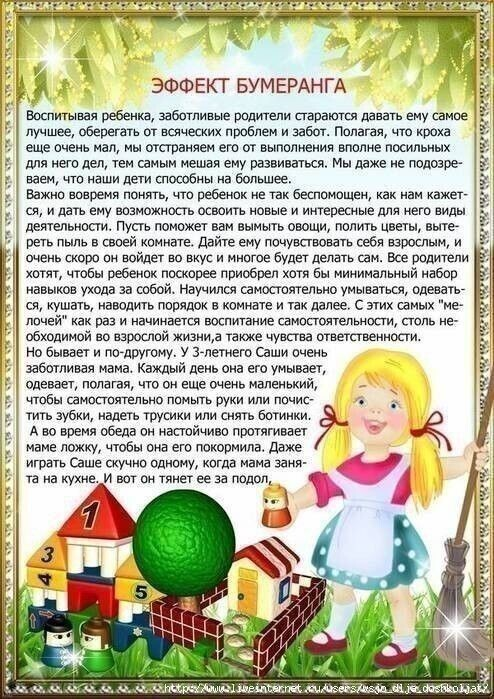 ЭФФЕКТ БУМЕРАНГА
Воспитывая ребенка, заботливые родители стараются давать ему самое
лучшее, оберегать от всяческих проблем и забот. Полагая, что кроха
еще очень мал, мы отстраняем его от выполнения вполне посильных
для него дел, тем самым мешая ему развиваться. Мы даже не подозре-
ваем, что наши дети способны на большее.
Важно вовремя понять, что ребенок не так беспомощен, как нам кажет-
ся, и дать ему возможность освоить новые и интересные для него виды
деятельности. Пусть поможет вам вымыть овощи, полить цветы, выте-
реть пыль в своей комнате. Дайте ему почувствовать себя взрослым, и
очень скоро он войдет во вкус и многое будет делать сам. Все родители
хотят, чтобы ребенок поскорее приобрел хотя бы минимальный набор
навыков ухода за собой. Научился самостоятельно умываться, одевать-
ся, кушать, наводить порядок в комнате и так далее. С этих самых "ме-
лочей" как раз и начинается воспитание самостоятельности, столь не-
обходимой во взрослой жизни,а также чувства ответственности.
Но бывает и по-другому. У 3-летнего Саши очень
заботливая мама. Каждый день она его умывает,
одевает, полагая, что он еще очень маленький,
чтобы самостоятельно помыть руки или почис-
тить зубки, надеть трусики или снять ботинки.
А во время обеда он настойчиво протягивает
маме ложку, чтобы она его покормила. Даже
играть Саше скучно одному, когда мама заня-
та на кухне. И вот он тянет ее за подол,
1
3
4
2
5